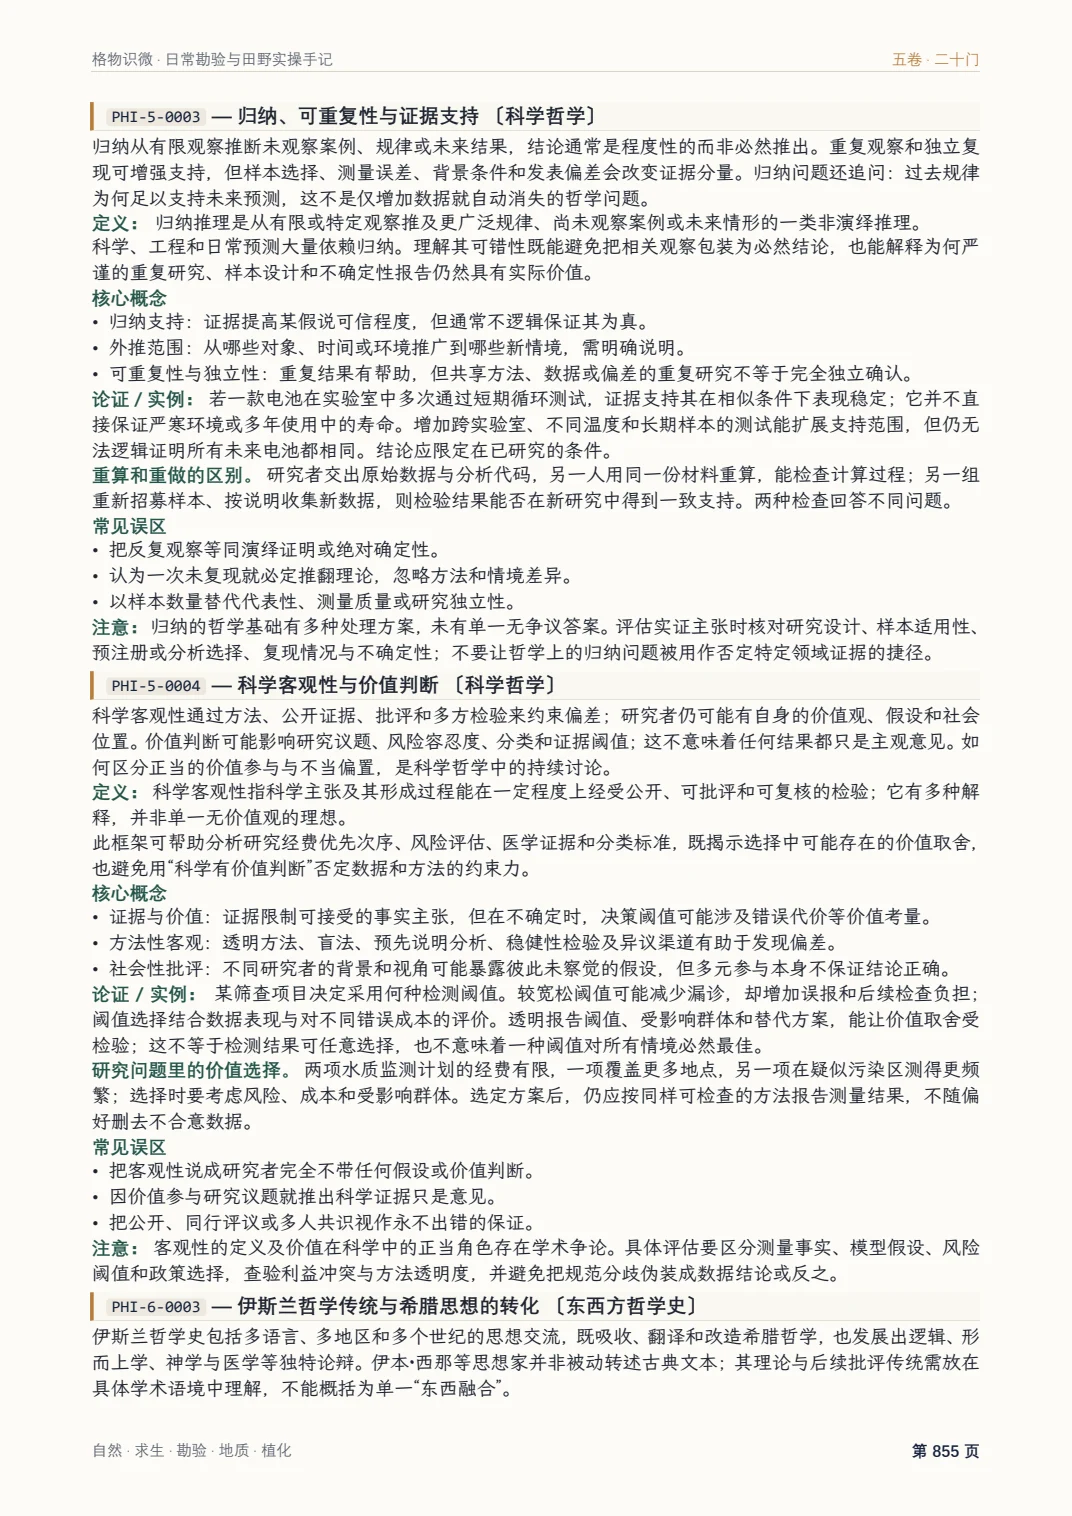 格物识微 · 日常勘验与田野实操手记
五卷 · 二十门
PHI-5-0003 — 归纳、可重复性与证据支持 〔科学哲学〕
归纳从有限观察推断未观察案例、规律或未来结果，结论通常是程度性的而非必然推出。重复观察和独立复
现可增强支持，但样本选择、测量误差、背景条件和发表偏差会改变证据分量。归纳问题还追问：过去规律
为何足以支持未来预测，这不是仅增加数据就自动消失的哲学问题。
定义： 归纳推理是从有限或特定观察推及更广泛规律、尚未观察案例或未来情形的一类非演绎推理。
科学、工程和日常预测大量依赖归纳。理解其可错性既能避免把相关观察包装为必然结论，也能解释为何严
谨的重复研究、样本设计和不确定性报告仍然具有实际价值。
核心概念
• 归纳支持：证据提高某假说可信程度，但通常不逻辑保证其为真。
• 外推范围：从哪些对象、时间或环境推广到哪些新情境，需明确说明。
• 可重复性与独立性：重复结果有帮助，但共享方法、数据或偏差的重复研究不等于完全独立确认。
论证 / 实例： 若一款电池在实验室中多次通过短期循环测试，证据支持其在相似条件下表现稳定；它并不直
接保证严寒环境或多年使用中的寿命。增加跨实验室、不同温度和长期样本的测试能扩展支持范围，但仍无
法逻辑证明所有未来电池都相同。结论应限定在已研究的条件。
重算和重做的区别。 研究者交出原始数据与分析代码，另一人用同一份材料重算，能检查计算过程；另一组
重新招募样本、按说明收集新数据，则检验结果能否在新研究中得到一致支持。两种检查回答不同问题。
常见误区
• 把反复观察等同演绎证明或绝对确定性。
• 认为一次未复现就必定推翻理论，忽略方法和情境差异。
• 以样本数量替代代表性、测量质量或研究独立性。
注意： 归纳的哲学基础有多种处理方案，未有单一无争议答案。评估实证主张时核对研究设计、样本适用性、
预注册或分析选择、复现情况与不确定性；不要让哲学上的归纳问题被用作否定特定领域证据的捷径。
PHI-5-0004 — 科学客观性与价值判断 〔科学哲学〕
科学客观性通过方法、公开证据、批评和多方检验来约束偏差；研究者仍可能有自身的价值观、假设和社会
位置。价值判断可能影响研究议题、风险容忍度、分类和证据阈值；这不意味着任何结果都只是主观意见。如
何区分正当的价值参与与不当偏置，是科学哲学中的持续讨论。
定义： 科学客观性指科学主张及其形成过程能在一定程度上经受公开、可批评和可复核的检验；它有多种解
释，并非单一无价值观的理想。
此框架可帮助分析研究经费优先次序、风险评估、医学证据和分类标准，既揭示选择中可能存在的价值取舍，
也避免用“科学有价值判断”否定数据和方法的约束力。
核心概念
• 证据与价值：证据限制可接受的事实主张，但在不确定时，决策阈值可能涉及错误代价等价值考量。
• 方法性客观：透明方法、盲法、预先说明分析、稳健性检验及异议渠道有助于发现偏差。
• 社会性批评：不同研究者的背景和视角可能暴露彼此未察觉的假设，但多元参与本身不保证结论正确。
论证 / 实例： 某筛查项目决定采用何种检测阈值。较宽松阈值可能减少漏诊，却增加误报和后续检查负担；
阈值选择结合数据表现与对不同错误成本的评价。透明报告阈值、受影响群体和替代方案，能让价值取舍受
检验；这不等于检测结果可任意选择，也不意味着一种阈值对所有情境必然最佳。
研究问题里的价值选择。 两项水质监测计划的经费有限，一项覆盖更多地点，另一项在疑似污染区测得更频
繁；选择时要考虑风险、成本和受影响群体。选定方案后，仍应按同样可检查的方法报告测量结果，不随偏
好删去不合意数据。
常见误区
• 把客观性说成研究者完全不带任何假设或价值判断。
• 因价值参与研究议题就推出科学证据只是意见。
• 把公开、同行评议或多人共识视作永不出错的保证。
注意： 客观性的定义及价值在科学中的正当角色存在学术争论。具体评估要区分测量事实、模型假设、风险
阈值和政策选择，查验利益冲突与方法透明度，并避免把规范分歧伪装成数据结论或反之。
PHI-6-0003 — 伊斯兰哲学传统与希腊思想的转化 〔东西方哲学史〕
伊斯兰哲学史包括多语言、多地区和多个世纪的思想交流，既吸收、翻译和改造希腊哲学，也发展出逻辑、形
而上学、神学与医学等独特论辩。伊本•西那等思想家并非被动转述古典文本；其理论与后续批评传统需放在
具体学术语境中理解，不能概括为单一“东西融合”。
自然 · 求生 · 勘验 · 地质 · 植化
第 855 页